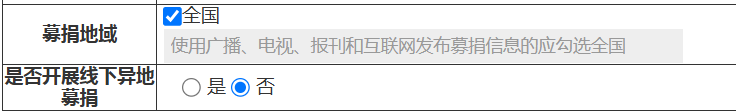 募捐地域
全国
使用广播、电视、报刊和互联网发布募捐信息的应勾选全国
是否开展线下异地
募捐
是 否